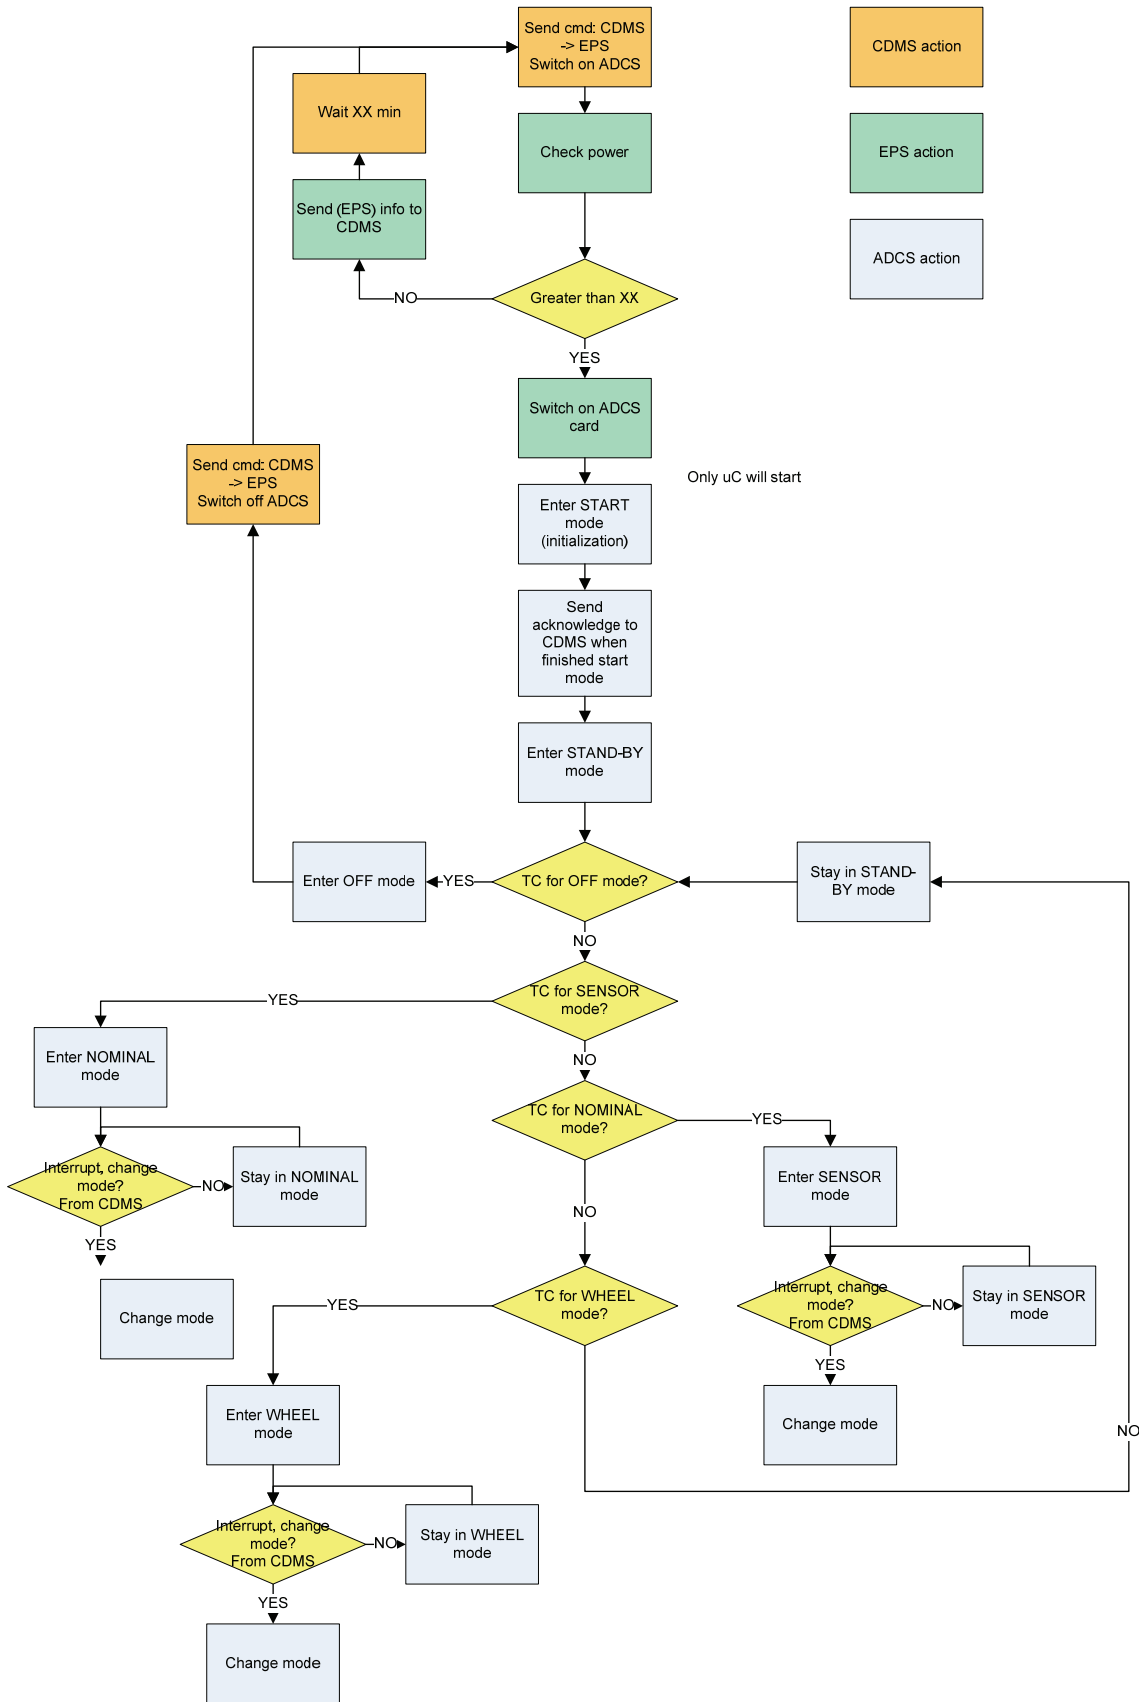 Send cmd: CDMS
-> EPS
Switch on ADCS
CDMS action
Wait XX min
Check power
EPS action
Send (EPS) info to
CDMS
ADCS action
Greater than XX
NO
YES
Switch on ADCS
card
Send cmd: CDMS
-> EPS
Switch off ADCS
Only uC will start
Enter START
mode
(initialization)
Send
acknowledge to
CDMS when
finished start
mode
Enter STAND-BY
mode
Enter OFF mode
YES
TC for OFF mode?
Stay in STAND-
BY mode
NO
TC for SENSOR
mode?
YES
Enter NOMINAL
mode
NO
TC for NOMINAL
mode?
YES
Interrupt, change
mode?
From CDMS
NO
Stay in NOMINAL
mode
Enter SENSOR
mode
NO
YES
Change mode
TC for WHEEL
mode?
YES
Interrupt, change
mode?
From CDMS
NO
Stay in SENSOR
mode
YES
Enter WHEEL
mode
Change mode
NO
Interrupt, change
mode?
From CDMS
NO
Stay in WHEEL
mode
YES
Change mode